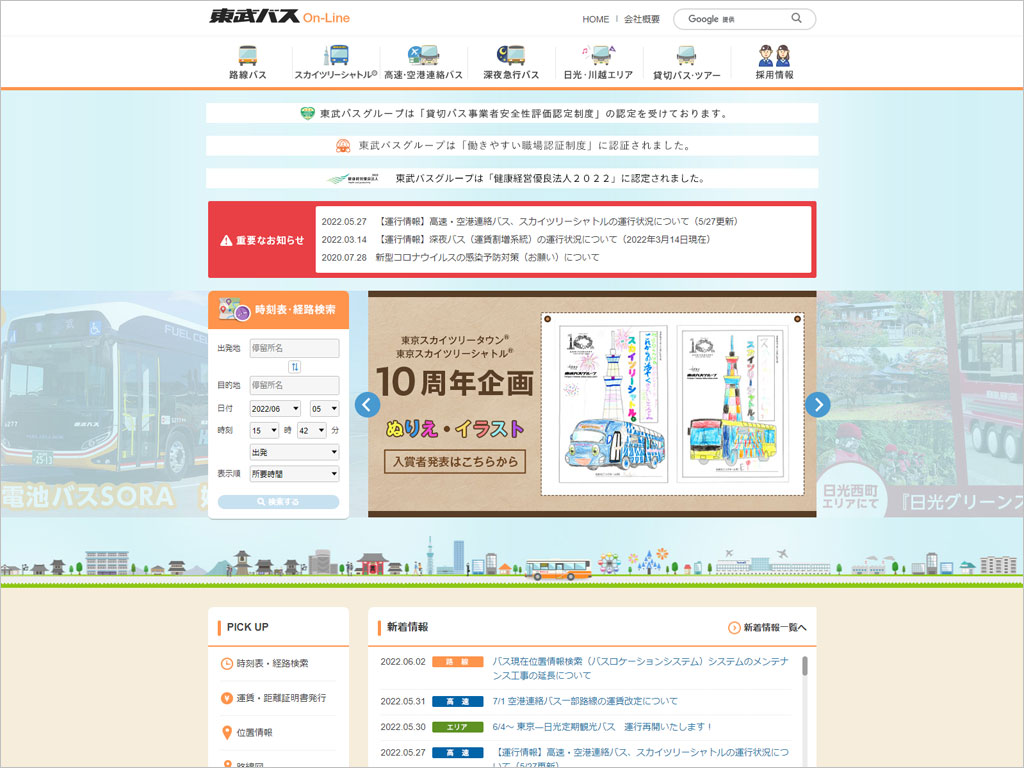 東武バス On-Line
HOME | 会社概要
Google 提供
路線バス
スカイツリーシャトル®
高速・空港連絡バス
深夜急行バス
日光・川越エリア
貸切バス・ツアー
採用情報
東武バスグループは「貸切バス事業者安全性評価認定制度」の認定を受けております。
東武バスグループは「働きやすい職場認証制度」に認証されました。
東武バスグループは「健康経営優良法人２０２２」に認定されました。
重要なお知らせ
2022.05.27 【運行情報】高速・空港連絡バス、スカイツリーシャトルの運行状況について（5/27更新）
2022.03.14 【運行情報】深夜バス（運賃割増系統）の運行状況について（2022年3月14日現在）
2020.07.28 新型コロナウイルスの感染予防対策（お願い）について
時刻表・経路検索
出発地 停留所名
目的地 停留所名
日付 2022/06 05
時刻 15 時 42 分
出発
表示順 所要時間
検索する
東京スカイツリータウン®
東京スカイツリーシャトル®
10周年企画
ぬりえ・イラスト
入賞者発表はこちらから
スカイツリーシャトル
スカイツリーシャトル
電池バスSORA
FUEL CE
日光西町
エリアにて
『日光グリーンス
PICK UP
時刻表・経路検索
運賃・距離証明書発行
位置情報
路線図
新着情報
新着情報一覧へ
2022.06.02 路線 バス現在位置情報検索（バスロケーションシステム）システムのメンテナ
ンス工事の延長について
2022.05.31 高速 7/1 空港連絡バス一部路線の運賃改定について
2022.05.30 エリア 6/4～ 東京―日光定期観光バス　運行再開いたします！
2022.05.27 高速 【運行情報】高速・空港連絡バス、スカイツリーシャトルの運行状況につ
いて（5/27更新）